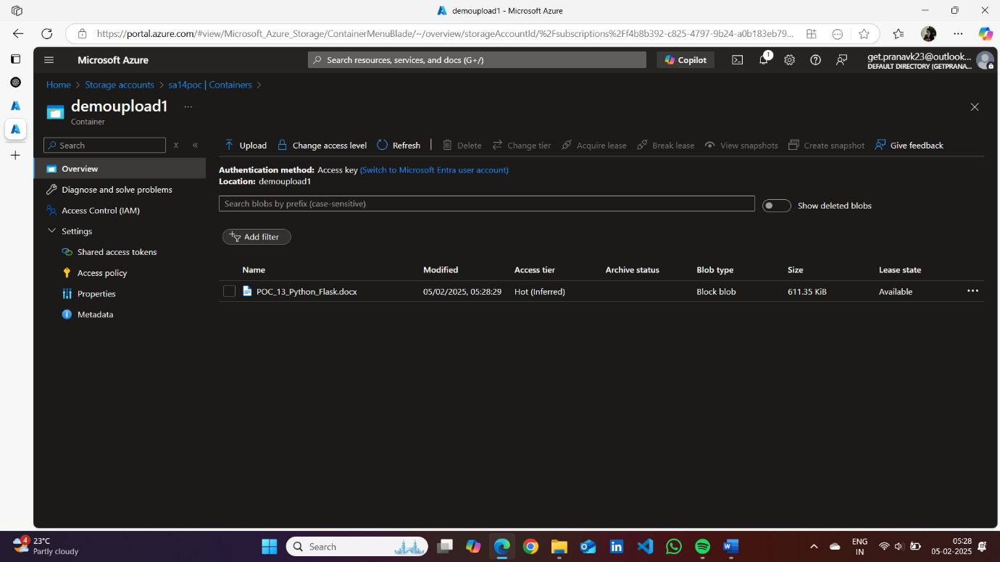 demoupload1 - Microsoft Azure
https://portal.azure.com/#view/Microsoft_Azure_Storage/ContainerMenuBlade/~/overview/storageAccountId/%2Fsubscriptions%2Ff4b8b392-c825-4797-9b24-a0b183eb79...
Microsoft Azure
Search resources, services, and docs (G+/)
Copilot
1
get.pranavk23@outlook...
DEFAULT DIRECTORY (GETPRANA...
Home > Storage accounts > sa14poc | Containers >
demoupload1 ...
Container
Search
Overview
Diagnose and solve problems
Access Control (IAM)
Settings
Shared access tokens
Access policy
Properties
Metadata
Upload Change access level Refresh Delete Change tier Acquire lease Break lease View snapshots Create snapshot Give feedback
Authentication method: Access key (Switch to Microsoft Entra user account)
Location: demoupload1
Search blobs by prefix (case-sensitive)
Show deleted blobs
Add filter
Name Modified Access tier Archive status Blob type Size Lease state
POC_13_Python_Flask.docx 05/02/2025, 05:28:29 Hot (Inferred) Block blob 611.35 KiB Available ...
4
23°C
Partly cloudy
Search
ENG
IN
05:28
05-02-2025